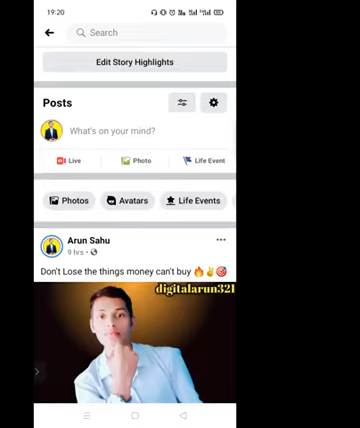 19:20
Search
Edit Story Highlights
Posts
What's on your mind?
Live
Photo
Life Event
Photos
Avatars
Life Events
Arun Sahu
9 hrs •
Don't Lose the things money can't buy 🔥✌️🎯
digitalarun321